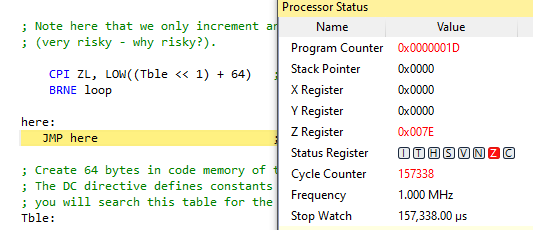 ; Note here that we only increment an
; (very risky - why risky?).
CPI ZL, LOW((Tble << 1) + 64) ;
BRNE loop
here:
JMP here ;
; Create 64 bytes in code memory of t
; The DC directive defines constants
; you will search this table for the
Tble:
Processor Status
Name Value
Program Counter 0x0000001D
Stack Pointer 0x0000
X Register 0x0000
Y Register 0x0000
Z Register 0x007E
Status Register I T H S V N Z C
Cycle Counter 157338
Frequency 1.000 MHz
Stop Watch 157,338.00 µs